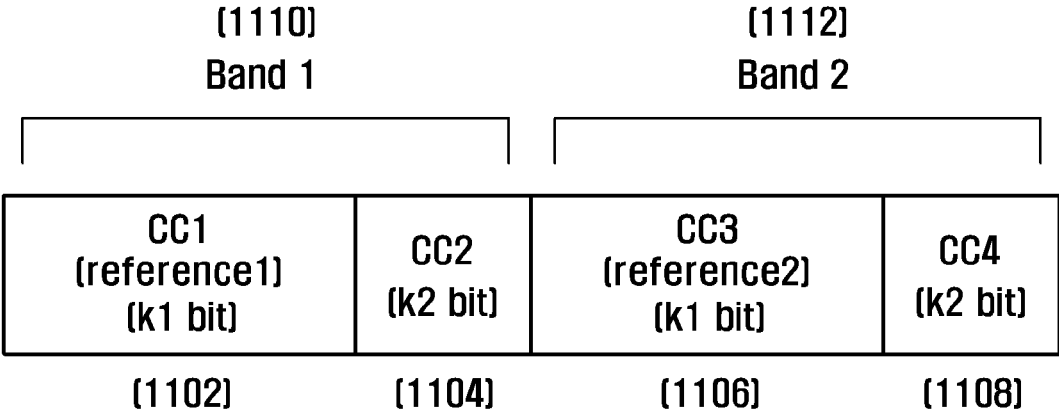 (1110)
Band 1
(1112)
Band 2
CC1
(reference1)
(k1 bit)
CC2
(k2 bit)
CC3
(reference2)
(k1 bit)
CC4
(k2 bit)
(1102)
(1104)
(1106)
(1108)